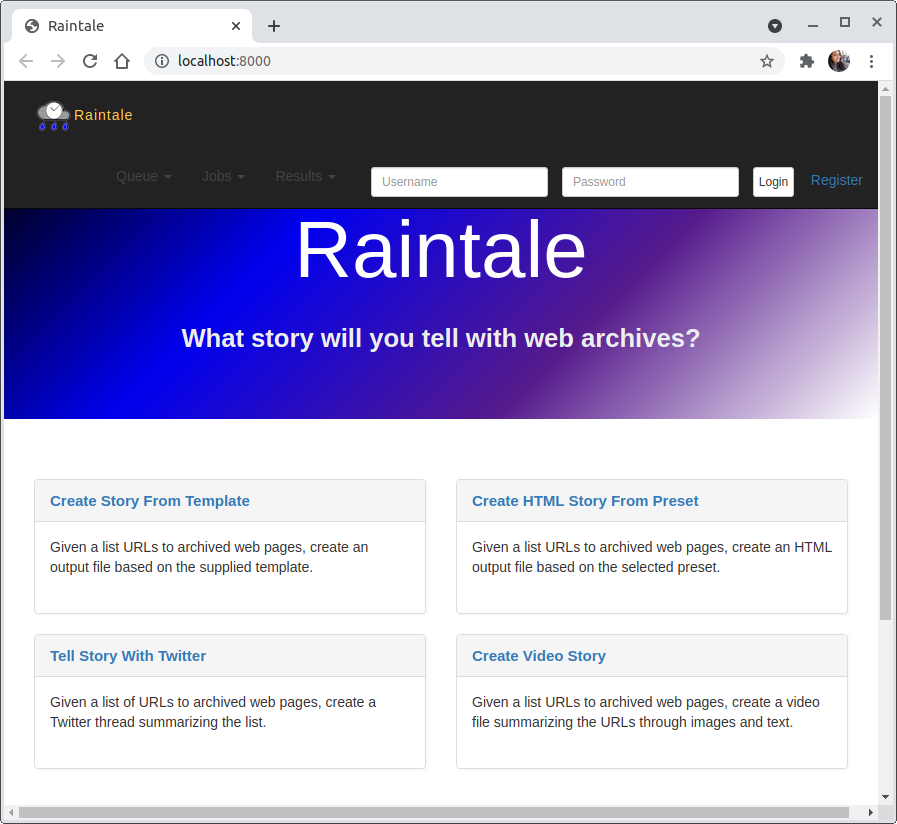 Raintale
localhost:8000
Raintale
Queue Jobs Results Username Password Login Register
Raintale
What story will you tell with web archives?
Create Story From Template
Given a list URLs to archived web pages, create an
output file based on the supplied template.
Create HTML Story From Preset
Given a list URLs to archived web pages, create an HTML
output file based on the selected preset.
Tell Story With Twitter
Given a list of URLs to archived web pages, create a
Twitter thread summarizing the list.
Create Video Story
Given a list URLs to archived web pages, create a video
file summarizing the URLs through images and text.